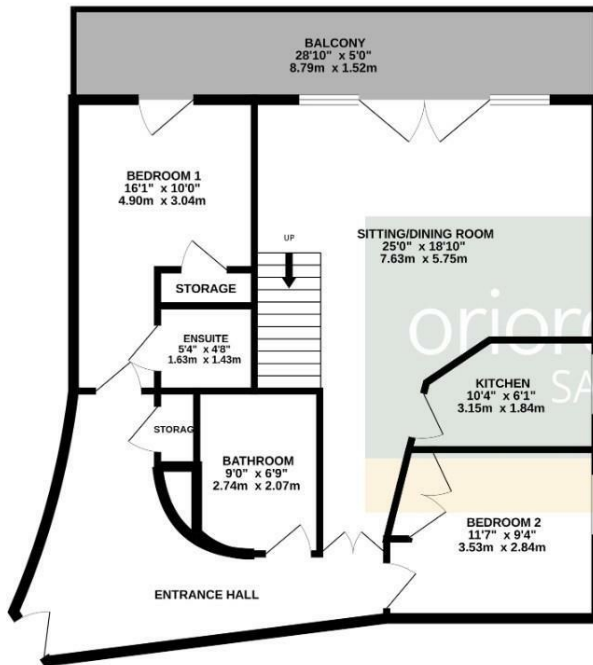 BALCONY
28'10" x 5'0"
8.79m x 1.52m
BEDROOM 1
16'1" x 10'0"
4.90m x 3.04m
UP
SITTING/DINING ROOM
25'0" x 18'10"
7.63m x 5.75m
STORAGE
ENSUITE
5'4" x 4'8"
1.63m x 1.43m
KITCHEN
10'4" x 6'1"
3.15m x 1.84m
STORAG
BATHROOM
9'0" x 6'9"
2.74m x 2.07m
BEDROOM 2
11'7" x 9'4"
3.53m x 2.84m
ENTRANCE HALL